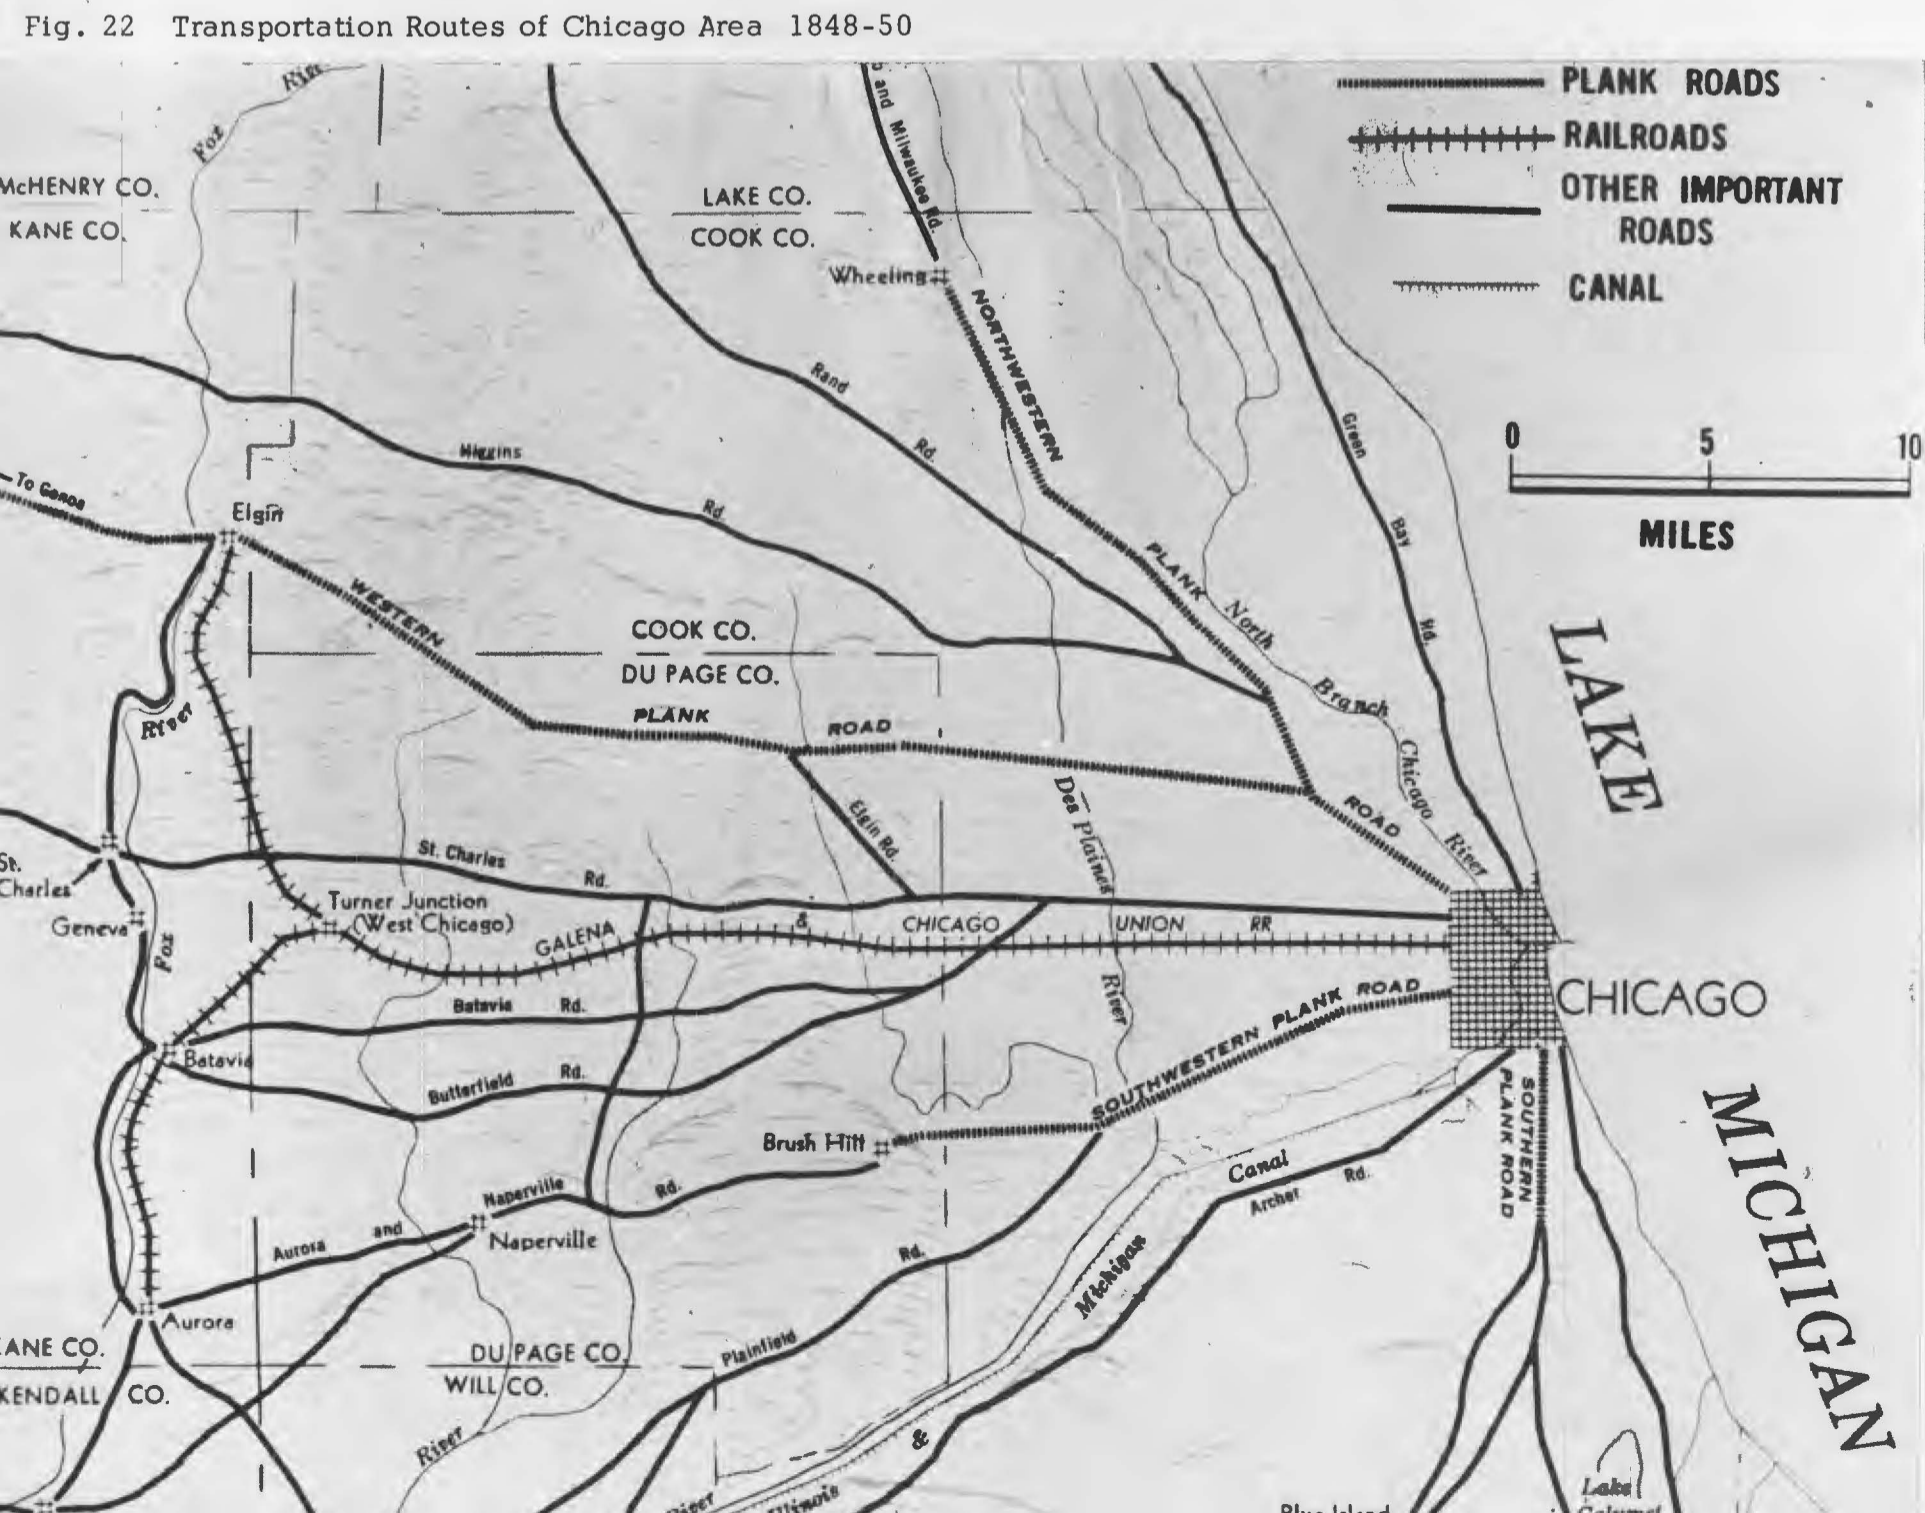 Fig. 22 Transportation Routes of Chicago Area 1848-50
PLANK ROADS
RAILROADS
OTHER IMPORTANT
ROADS
CANAL
0 5 10
MILES
Fox
McHENRY CO.
KANE CO.
LAKE CO.
COOK CO.
and Milwaukee Rd.
Wheeling
NORTHWESTERN
PLANK
ROAD
Rand
Rd.
Green
Bay
Rd.
Higgins
Rd.
To Genoa
Elgin
WESTERN
PLANK
ROAD
COOK CO.
DU PAGE CO.
North
Branch
Chicago
River
LAKE
MICHIGAN
River
Elgin Rd.
Des Plaines
River
St. Charles
Rd.
St.
Charles
Geneva
Fox
Turner Junction
(West Chicago)
GALENA
&
CHICAGO
UNION
RR
CHICAGO
Batavia
Rd.
Batavia
Butterfield
Rd.
SOUTHWESTERN PLANK ROAD
Brush Hill
SOUTHERN
PLANK ROAD
Canal
Archer
Rd.
Naperville
Rd.
Aurora
and
Naperville
Michigan
Rd.
Plainfield
Aurora
KENDALL CO.
DU PAGE CO.
WILL CO.
River
&
River
Lake